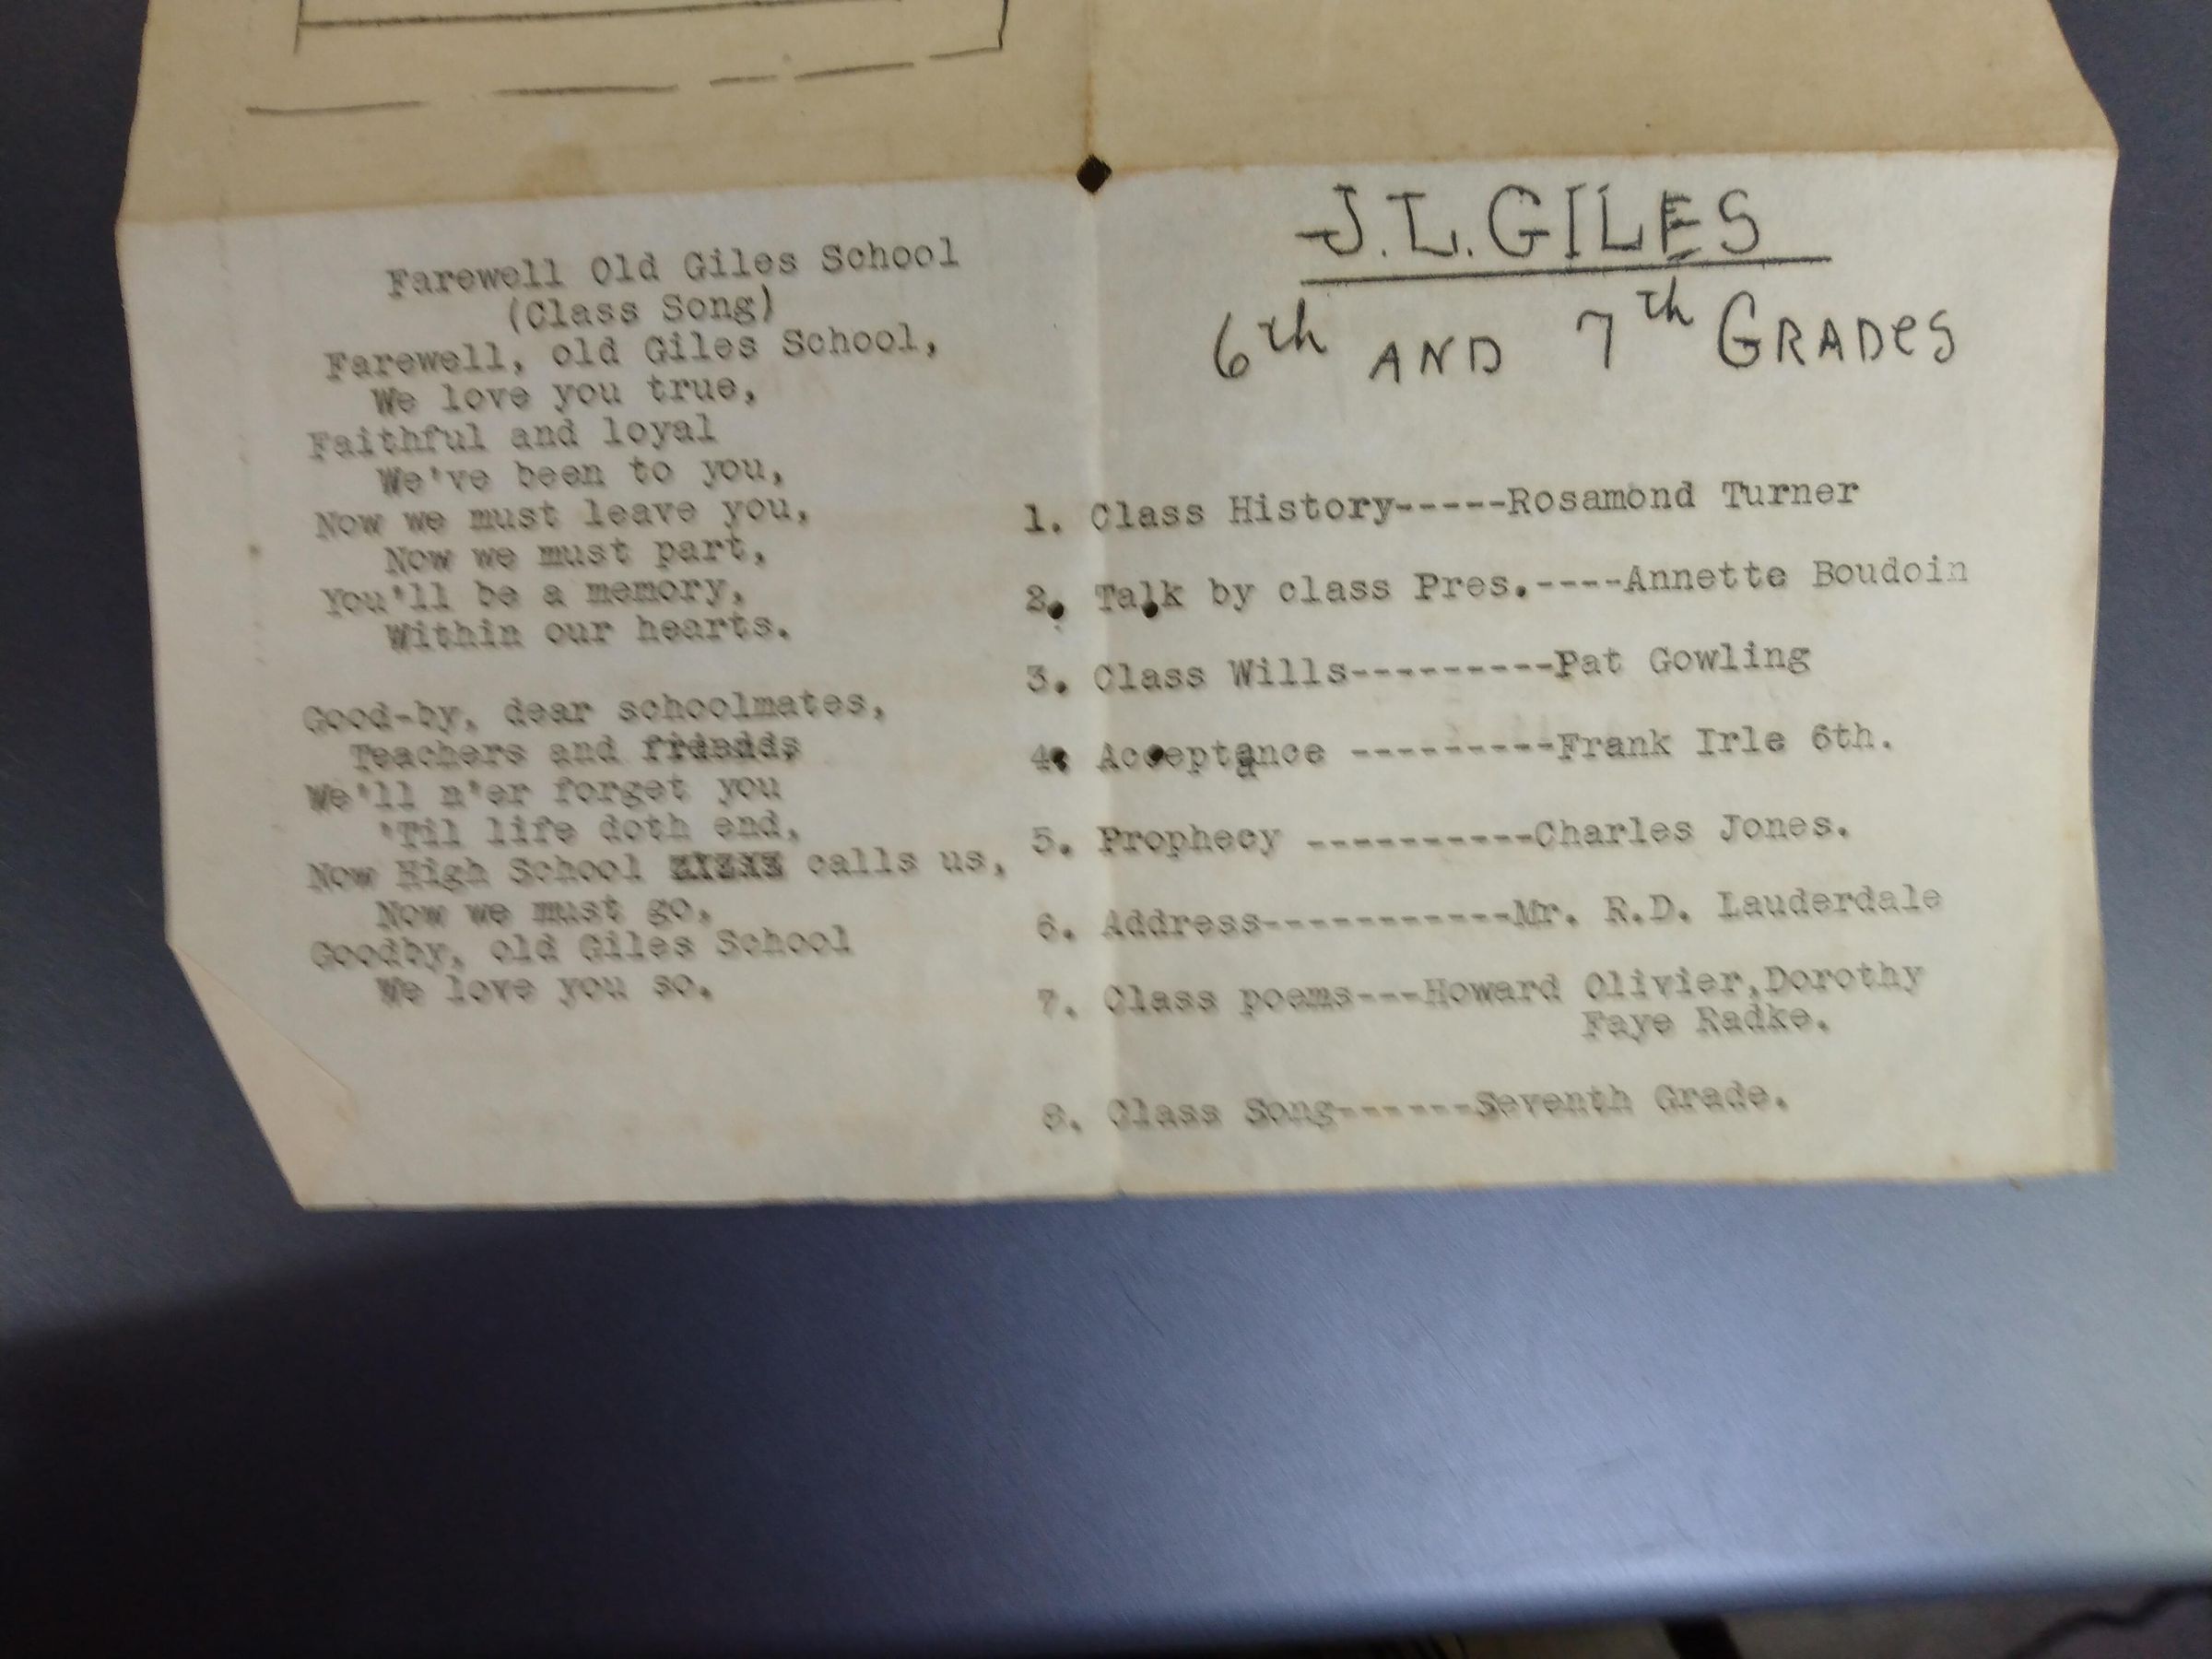 Farewell Old Giles School
(Class Song)
Farewell, old Giles School,
We love you true,
Faithful and loyal
We've been to you,
Now we must leave you,
Now we must part,
You'll be a memory,
Within our hearts.
Good-by, dear schoolmates,
Teachers and friends,
We'll n'er forget you
'Til life doth end,
Now High School calls us,
Now we must go,
Goodby, old Giles School
We love you so.
J.L.GILES
6th AND 7th GRADeS
1. Class History-----Rosamond Turner
2. Talk by class Pres.----Annette Boudoin
3. Class Wills---------Pat Gowling
4. Acceptance ---------Frank Irle 6th.
5. Prophecy ----------Charles Jones.
6. Address-----------Mr. R.D. Lauderdale
7. Class poems---Howard Olivier,Dorothy
Faye Radke.
8. Class Song------Seventh Grade.